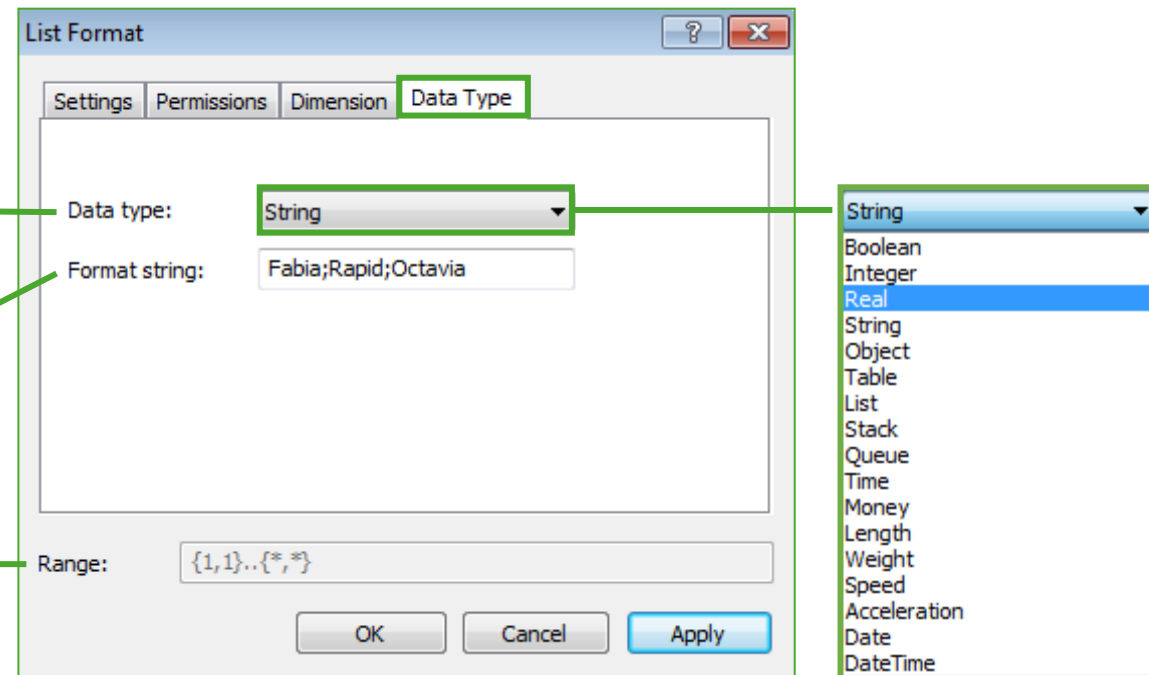 List Format
Settings Permissions Dimension Data Type
Data type: String
Format string: Fabia;Rapid;Octavia
Range: {1,1}..{*,*}
OK Cancel Apply
String
Boolean
Integer
Real
String
Object
Table
List
Stack
Queue
Time
Money
Length
Weight
Speed
Acceleration
Date
DateTime